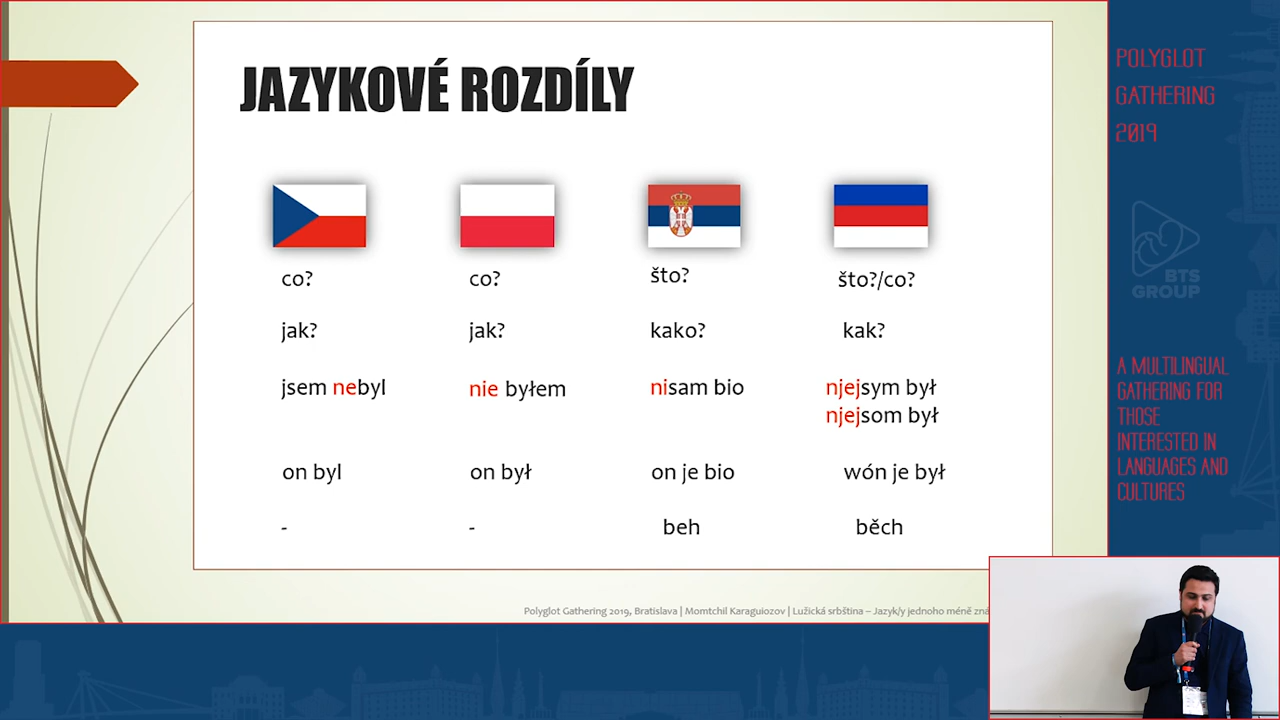 JAZYKOVÉ ROZDÍLY
co? co? što? što?/co?
jak? jak? kako? kak?
jsem nebyl nie byłem nisam bio njejsym był
njejsom był
on byl on był on je bio wón je był
- - beh běch
Polyglot Gathering 2019, Bratislava | Momtchil Karaguiozov | Lužická srbština – Jazyk/y jednoho méně zná
POLYGLOT
GATHERING
2019
BTS
GROUP
A MULTILINGUAL
GATHERING FOR
THOSE
INTERESTED IN
LANGUAGES AND
CULTURES